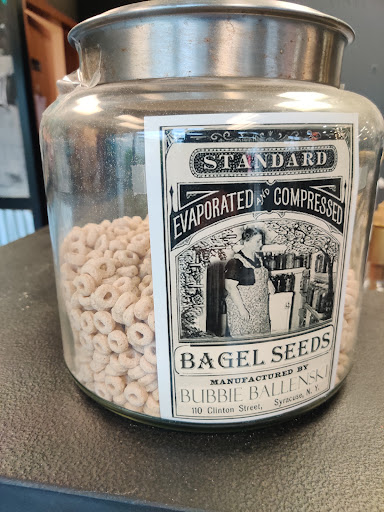 STANDARD
EVAPORATED AND COMPRESSED
BAGEL SEEDS
MANUFACTURED BY
BUBBIE BALLENSKI
110 Clinton Street, Syracuse, N. Y.